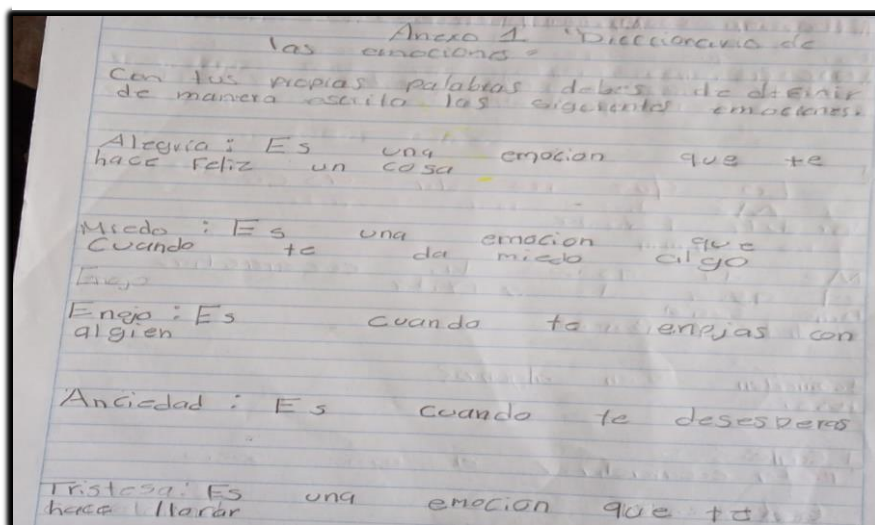 Anexo 1 "Diccionario de
las emociones"
Con tus propias palabras debes de definir
de manera escrita las siguientes emociones.
Alegria : Es una emocion que te
hace Feliz un cosa
Miedo : Es una emocion que
Cuando te da miedo algo
Enojo : Es cuando te enojas con
algien
Anciedad : Es cuando te desesperas
Tristesa : Es una emocion que te
hace llorar